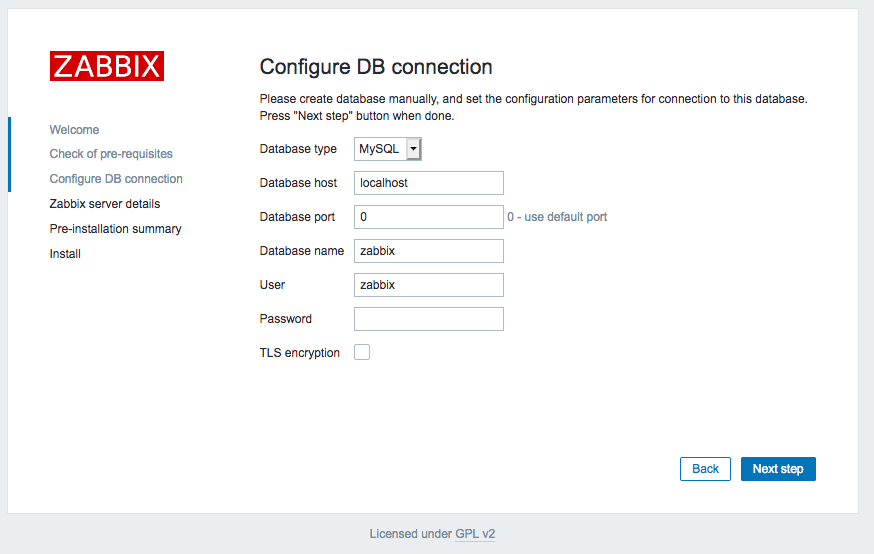 ZABBIX
Configure DB connection
Please create database manually, and set the configuration parameters for connection to this database.
Press "Next step" button when done.
Welcome
Check of pre-requisites
Configure DB connection
Zabbix server details
Pre-installation summary
Install
Database type MySQL
Database host localhost
Database port 0 0 - use default port
Database name zabbix
User zabbix
Password
TLS encryption
Back Next step
Licensed under GPL v2